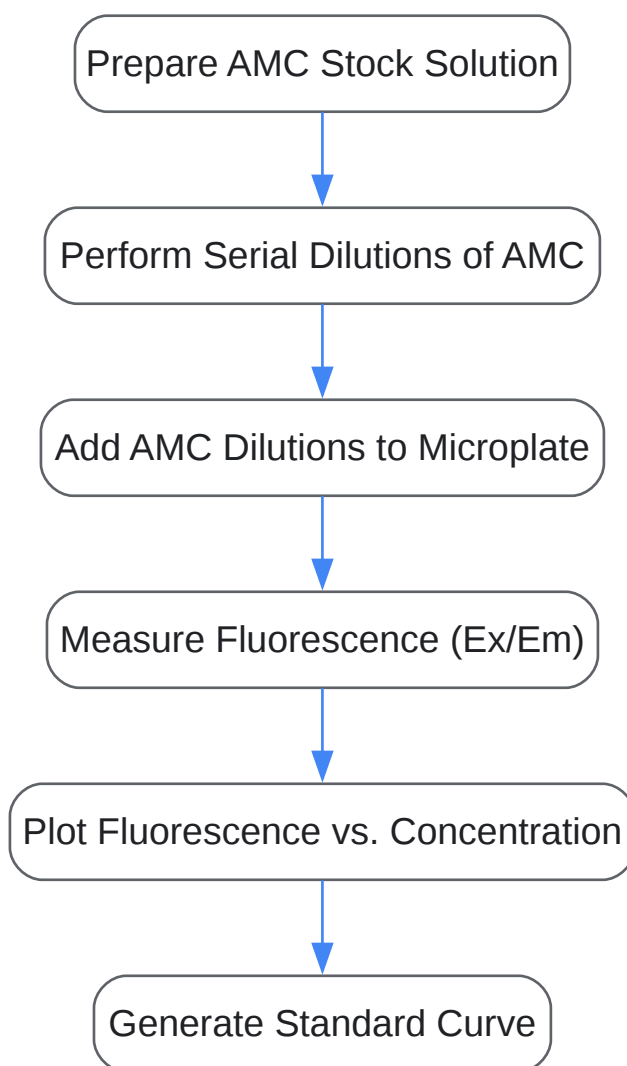 Prepare AMC Stock Solution
Perform Serial Dilutions of AMC
Add AMC Dilutions to Microplate
Measure Fluorescence (Ex/Em)
Plot Fluorescence vs. Concentration
Generate Standard Curve